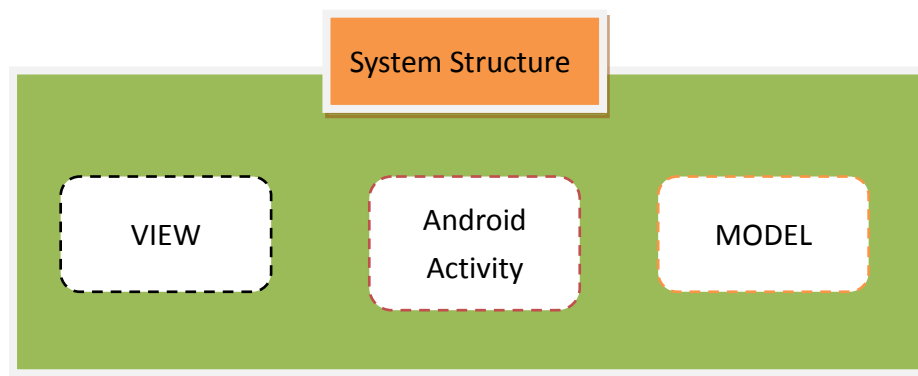 System Structure
VIEW
Android
Activity
MODEL